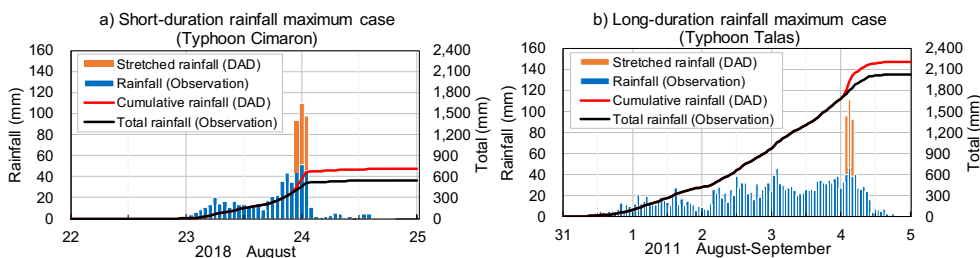 a) Short-duration rainfall maximum case
(Typhoon Cimaron)
160
140
120
100
80
60
40
20
0
Rainfall (mm)
Stretched rainfall (DAD)
Rainfall (Observation)
Cumulative rainfall (DAD)
Total rainfall (Observation)
2,400
2,100
1,800
1,500
1,200
900
600
300
0
Total (mm)
22 23 24 25
2018 August
b) Long-duration rainfall maximum case
(Typhoon Talas)
160
140
120
100
80
60
40
20
0
Rainfall (mm)
Stretched rainfall (DAD)
Rainfall (Observation)
Cumulative rainfall (DAD)
Total rainfall (Observation)
2,400
2,100
1,800
1,500
1,200
900
600
300
0
Total (mm)
31 1 2 3 4 5
2011 August-September